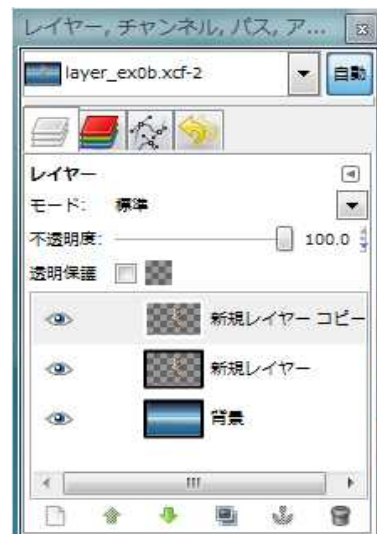 レイヤー, チャンネル, パス, ア...
layer_ex0b.xcf-2
自動
レイヤー
モード: 標準
不透明度: 100.0
透明保護
新規レイヤー コピー
新規レイヤー
背景